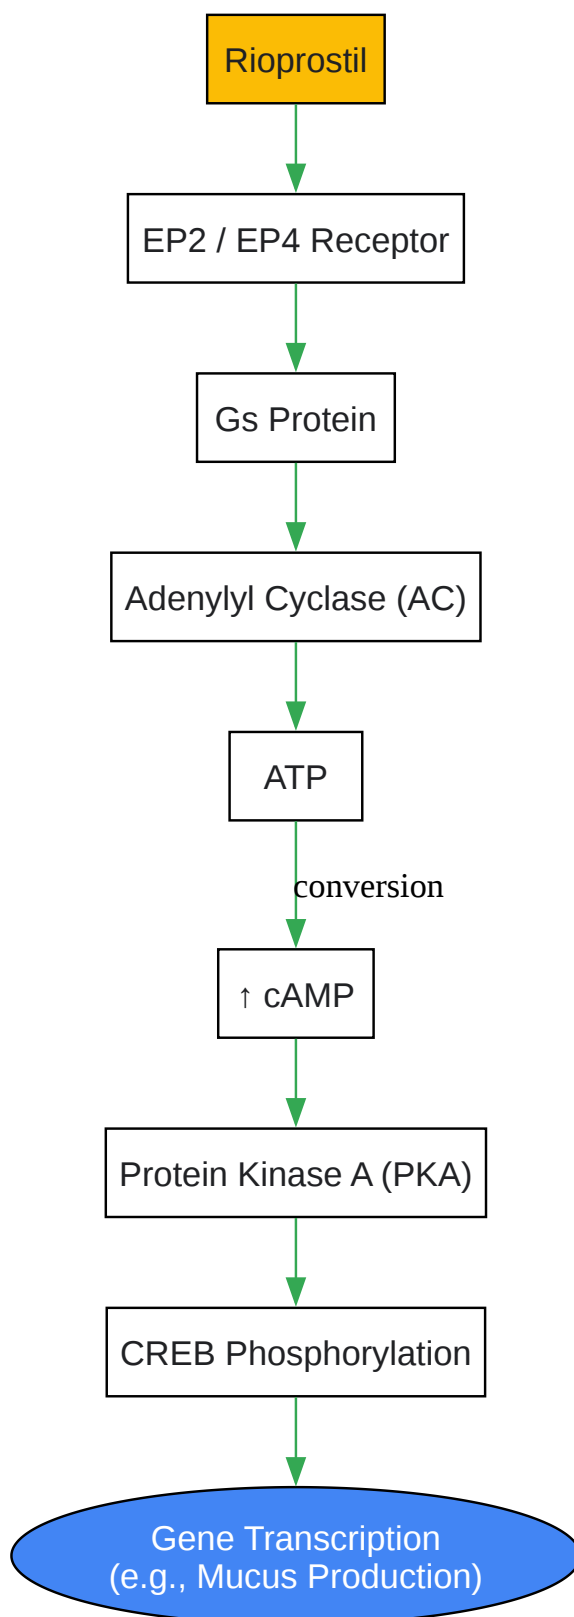 Rioprostil
EP2 / EP4 Receptor
Gs Protein
Adenylyl Cyclase (AC)
ATP
conversion
↑ cAMP
Protein Kinase A (PKA)
CREB Phosphorylation
Gene Transcription
(e.g., Mucus Production)